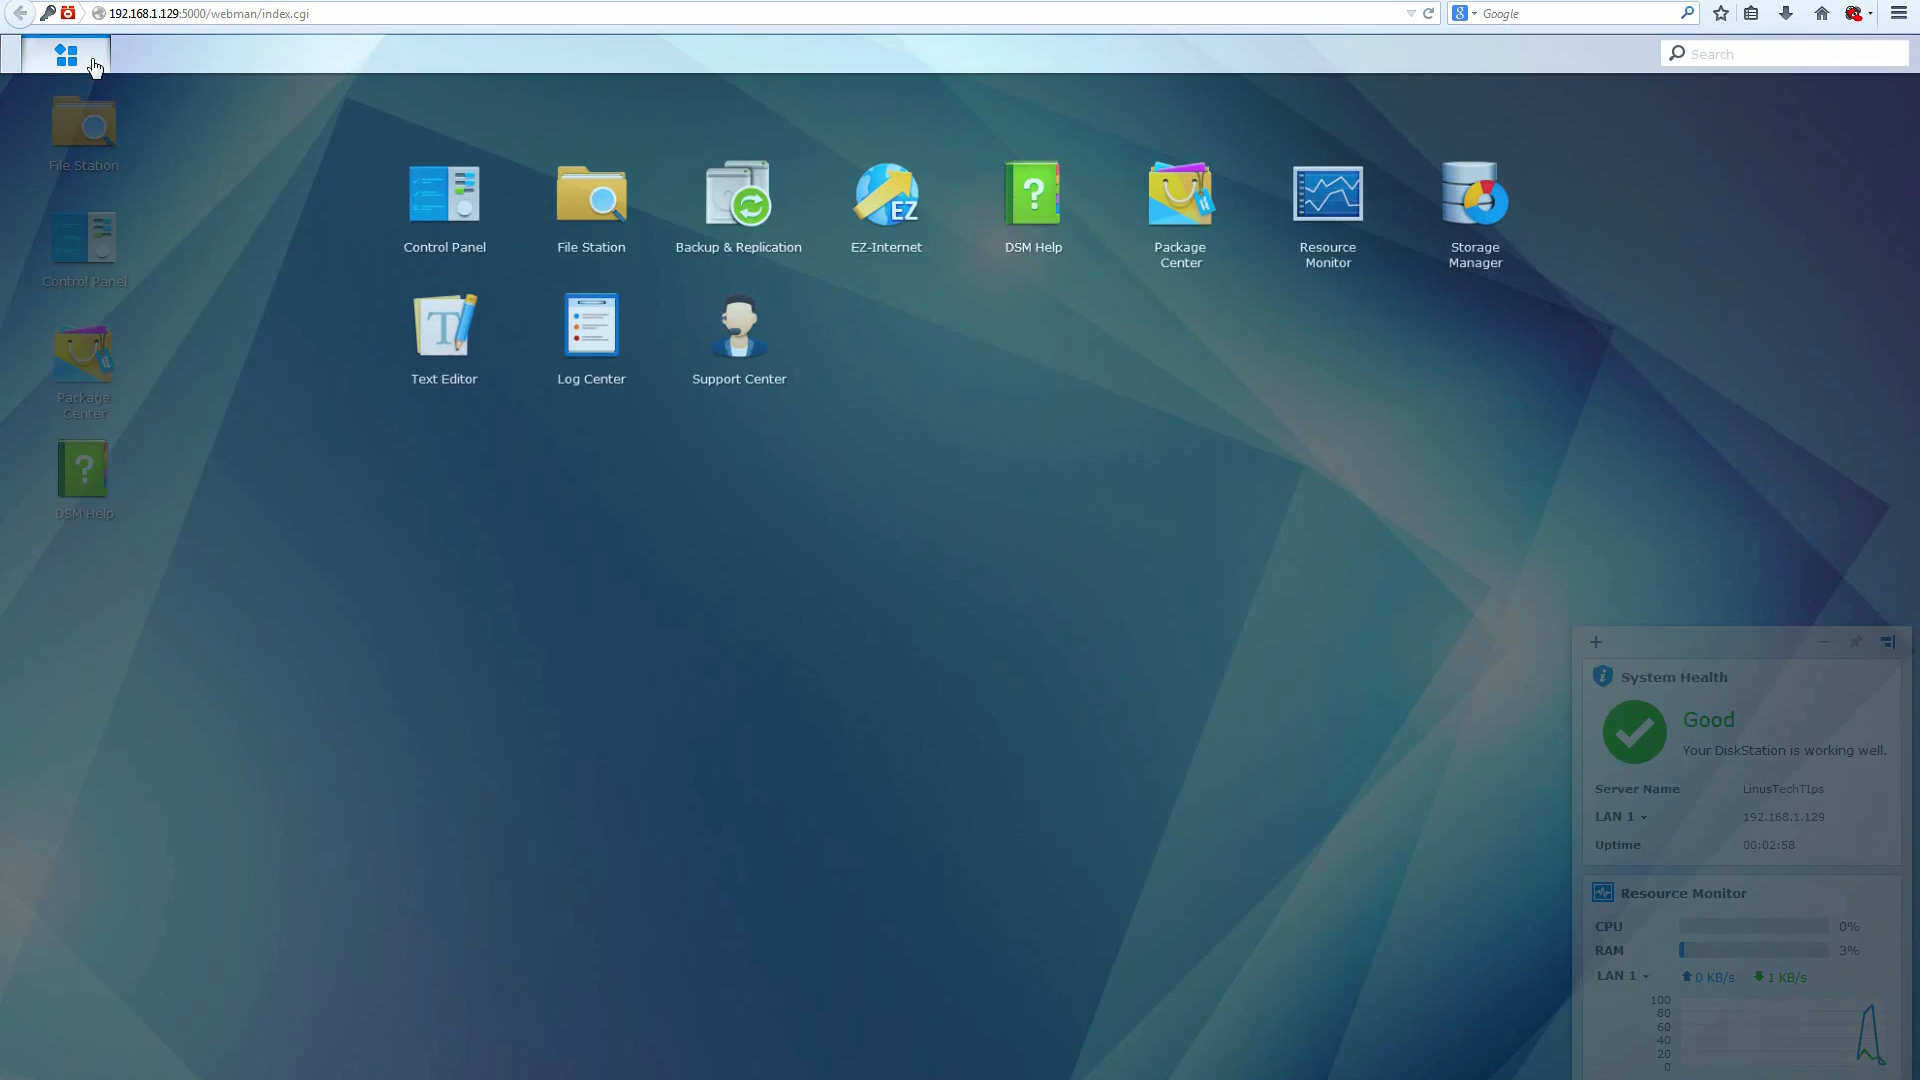 192.168.1.129:5000/webman/index.cgi
Google
Search
File Station
Control Panel
Package
Center
DSM Help
Control Panel
File Station
Backup & Replication
EZ
EZ-Internet
DSM Help
Package
Center
Resource
Monitor
Storage
Manager
Text Editor
Log Center
Support Center
System Health
Good
Your DiskStation is working well.
Server Name LinusTechTIps
LAN 1 192.168.1.129
Uptime 00:02:58
Resource Monitor
CPU 0%
RAM 3%
LAN 1 0 KB/s 1 KB/s
100
80
60
40
20
0